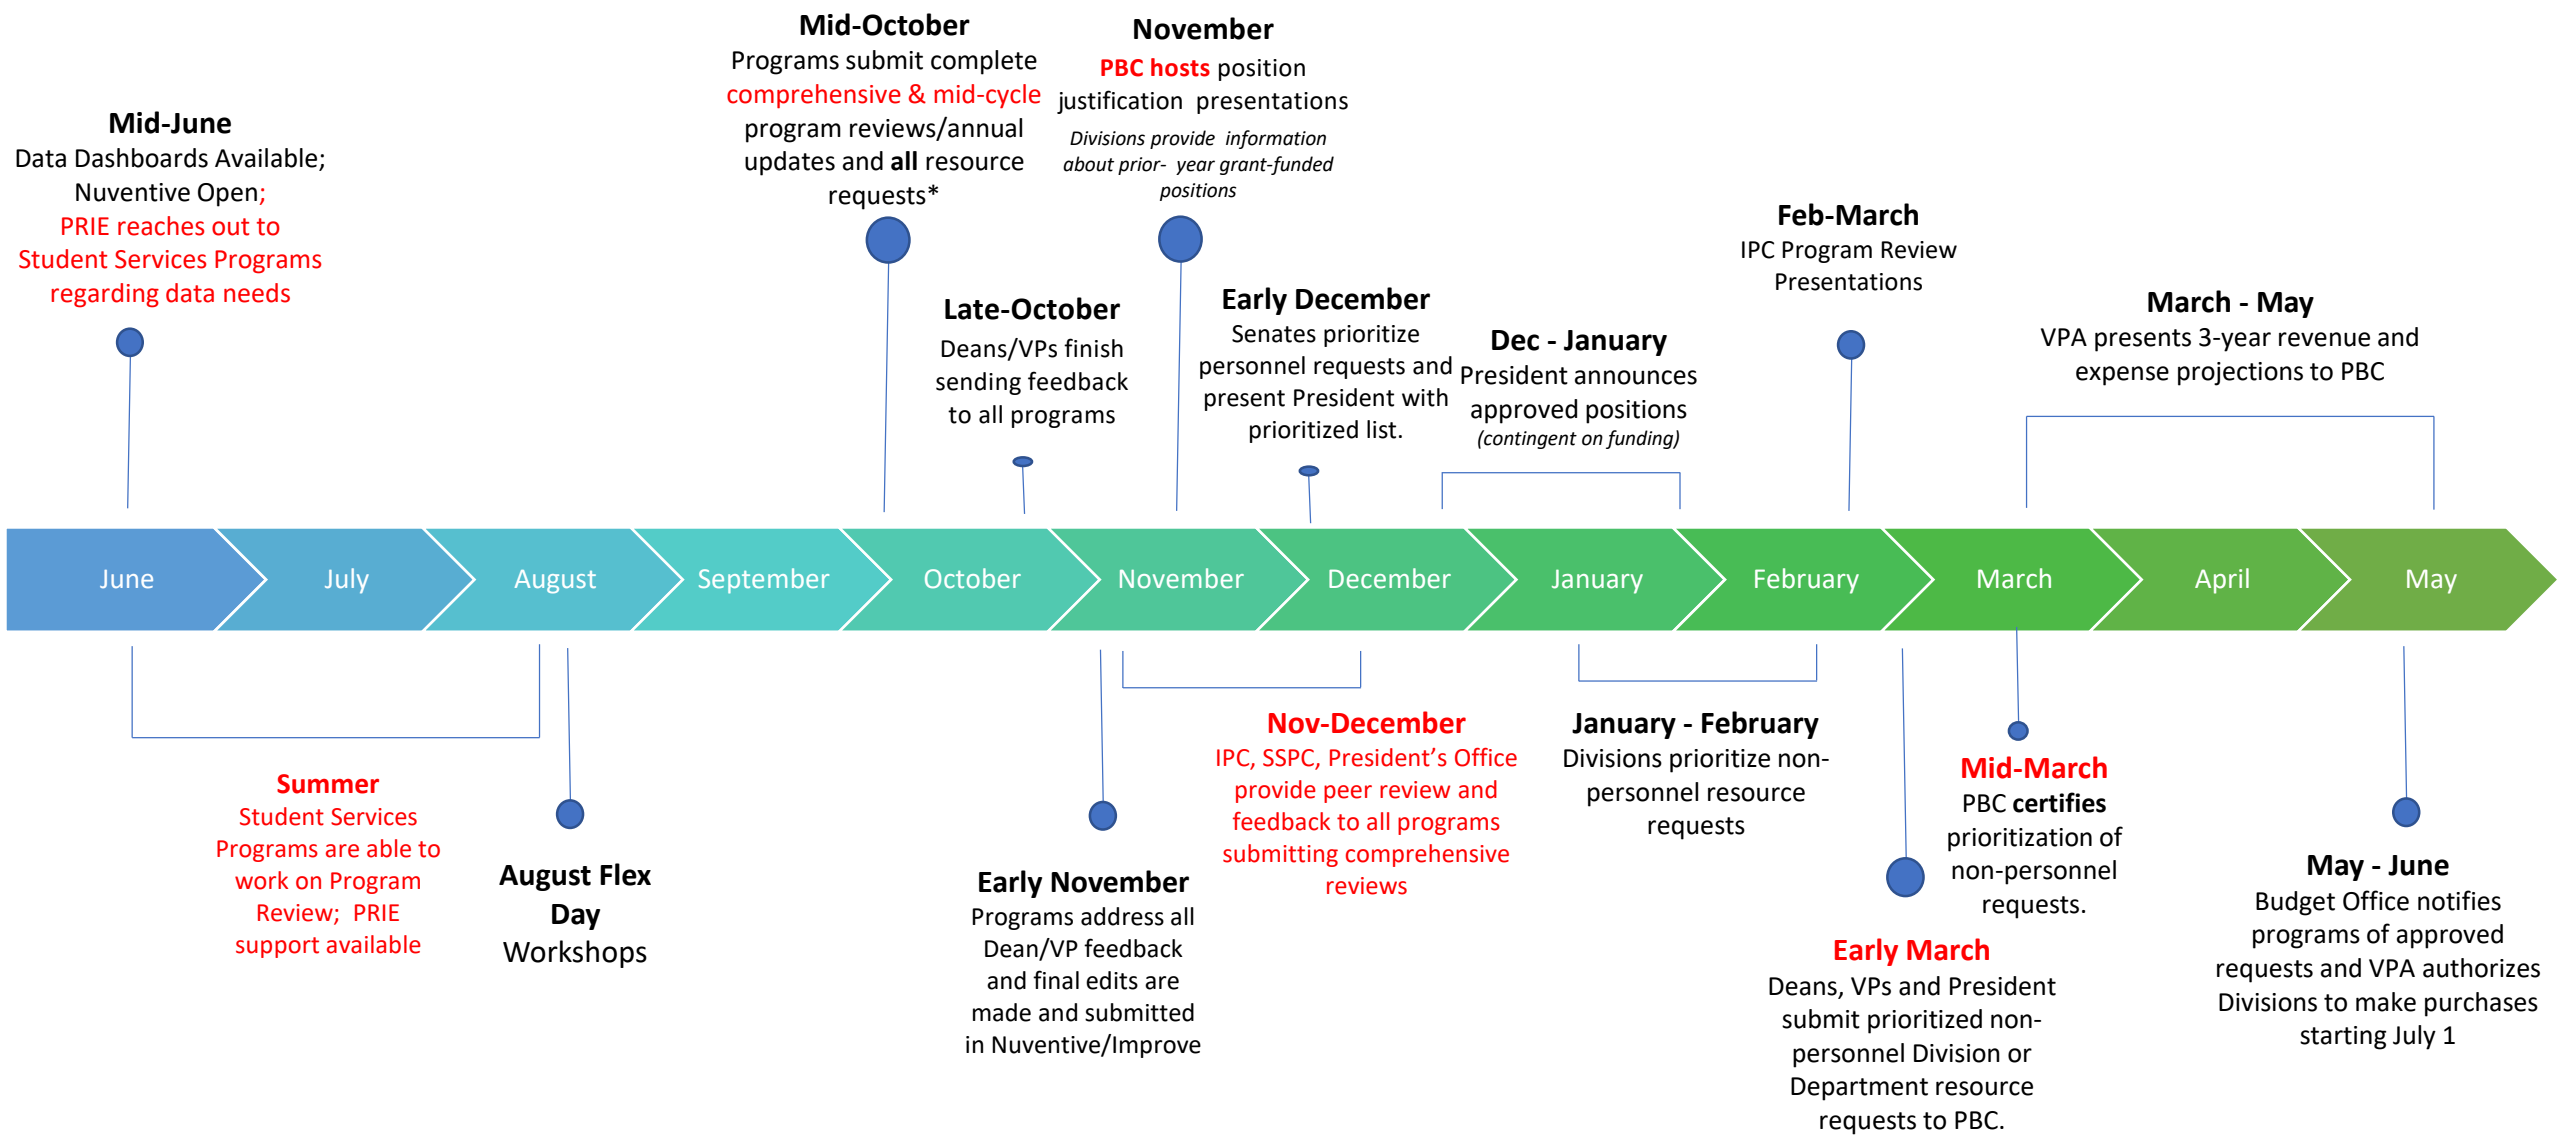 Mid-June
Data Dashboards Available;
Nuventive Open;
PRIE reaches out to
Student Services Programs
regarding data needs
Mid-October
Programs submit complete
comprehensive & mid-cycle
program reviews/annual
updates and all resource
requests*
Late-October
Deans/VPs finish
sending feedback
to all programs
November
PBC hosts position
justification presentations
Divisions provide information
about prior- year grant-funded
positions
Early December
Senates prioritize
personnel requests and
present President with
prioritized list.
Dec - January
President announces
approved positions
(contingent on funding)
Feb-March
IPC Program Review
Presentations
March - May
VPA presents 3-year revenue and
expense projections to PBC
June
July
August
September
October
November
December
January
February
March
April
May
Summer
Student Services
Programs are able to
work on Program
Review; PRIE
support available
August Flex
Day
Workshops
Early November
Programs address all
Dean/VP feedback
and final edits are
made and submitted
in Nuventive/Improve
Nov-December
IPC, SSPC, President’s Office
provide peer review and
feedback to all programs
submitting comprehensive
reviews
January - February
Divisions prioritize non-
personnel resource
requests
Early March
Deans, VPs and President
submit prioritized non-
personnel Division or
Department resource
requests to PBC.
Mid-March
PBC certifies
prioritization of
non-personnel
requests.
May - June
Budget Office notifies
programs of approved
requests and VPA authorizes
Divisions to make purchases
starting July 1